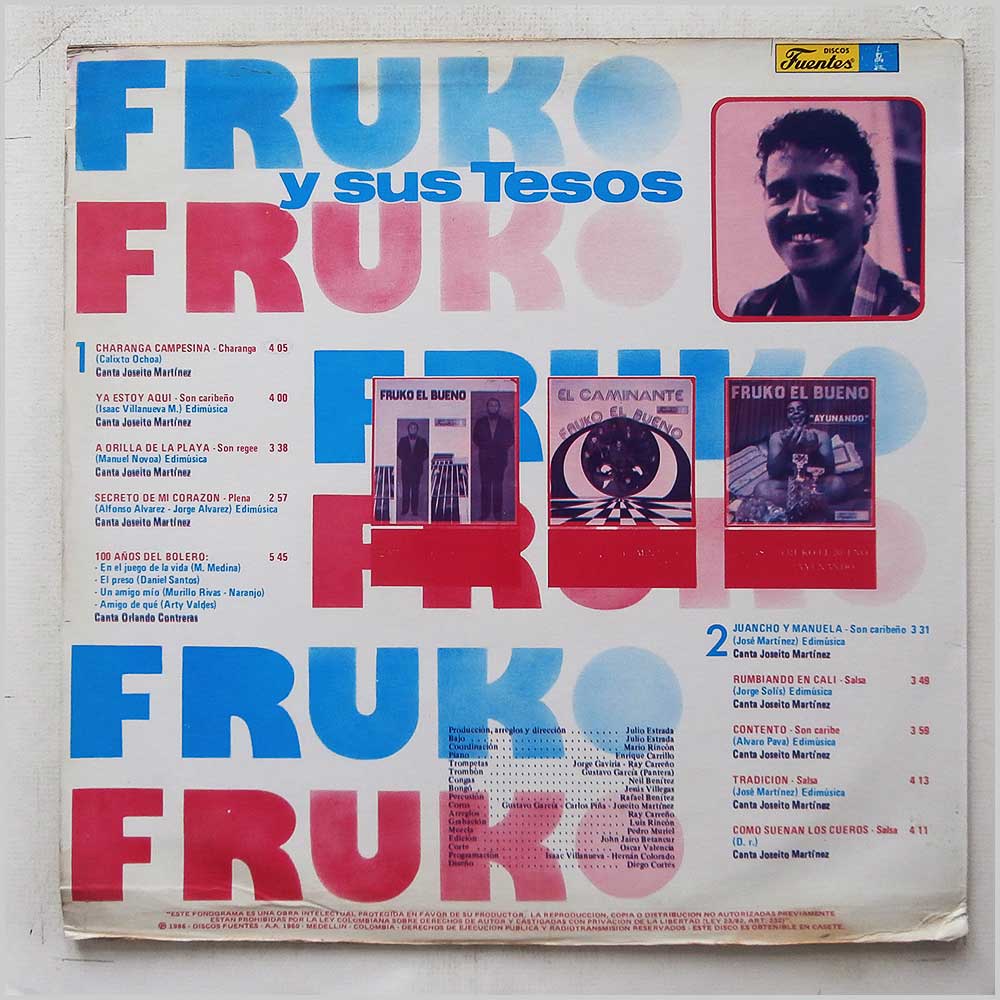 FRUKO
DISCOS
Fuentes
y sus Tesos
FRUKO
1
CHARANGA CAMPESINA - Charanga 4 05
(Calixto Ochoa)
Canta Joseito Martínez
YA ESTOY AQUI - Son caribeño 4 00
(Isaac Villanueva M.) Edimúsica
Canta Joseito Martínez
A ORILLA DE LA PLAYA - Son regee 3 38
(Manuel Novoa) Edimúsica
Canta Joseito Martínez
SECRETO DE MI CORAZON - Plena 2 57
(Alfonso Alvarez - Jorge Alvarez) Edimúsica
Canta Joseito Martínez
100 AÑOS DEL BOLERO: 5 45
- En el juego de la vida (M. Medina)
- El preso (Daniel Santos)
- Un amigo mío (Murillo Rivas - Naranjo)
- Amigo de qué (Arty Valdes)
Canta Orlando Contreras
FRUKO
FRUKO EL BUENO
EL CAMINANTE
FRUKO EL BUENO
FRUKO EL BUENO
"AYUNANDO"
FRUKO
FRUKO EL BUENO
AYUNANDO
2
JUANCHO Y MANUELA - Son caribeño 3 31
(José Martínez) Edimúsica
Canta Joseito Martínez
RUMBIANDO EN CALI - Salsa 3 49
(Jorge Solís) Edimúsica
Canta Joseito Martínez
CONTENTO - Son caribe 3 59
(Alvaro Pava) Edimúsica
Canta Joseito Martínez
TRADICION - Salsa 4 13
(José Martínez) Edimúsica
Canta Joseito Martínez
COMO SUENAN LOS CUEROS - Salsa 4 11
(D. r.)
Canta Joseito Martínez
FRUKO
FRUKO
Producción, arreglos y dirección Julio Estrada
Bajo Julio Estrada
Coordinación Mario Rincón
Piano Enrique Carrillo
Trompetas Jorge Gaviria - Ray Carreño
Trombón Gustavo García (Pantera)
Congas Neil Benítez
Bongó Jesús Villegas
Percusión Rafael Benítez
Coros Gustavo García - Carlos Piña - Joseito Martínez
Arreglos Ray Carreño
Grabación Luis Rincón
Mezcla Pedro Muriel
Edición John Jairo Betancur
Corte Oscar Valencia
Programación Isaac Villanueva - Hernán Colorado
Diseño Diego Cortés
"ESTE FONOGRAMA ES UNA OBRA INTELECTUAL, PROTEGIDA EN FAVOR DE SU PRODUCTOR, LA REPRODUCCION, COPIA O DISTRIBUCION NO AUTORIZADAS PREVIAMENTE
ESTAN PROHIBIDAS POR LA LEY COLOMBIANA SOBRE DERECHOS DE AUTOR Y CASTIGADAS CON PRIVACION DE LA LIBERTAD (LEY 23/82, ART. 232)".
℗ 1986 - DISCOS FUENTES - A.A. 1960 - MEDELLIN - COLOMBIA - DERECHOS DE EJECUCION PUBLICA Y RADIOTRANSMISION RESERVADOS - ESTE DISCO ES OBTENIBLE EN CASETE.